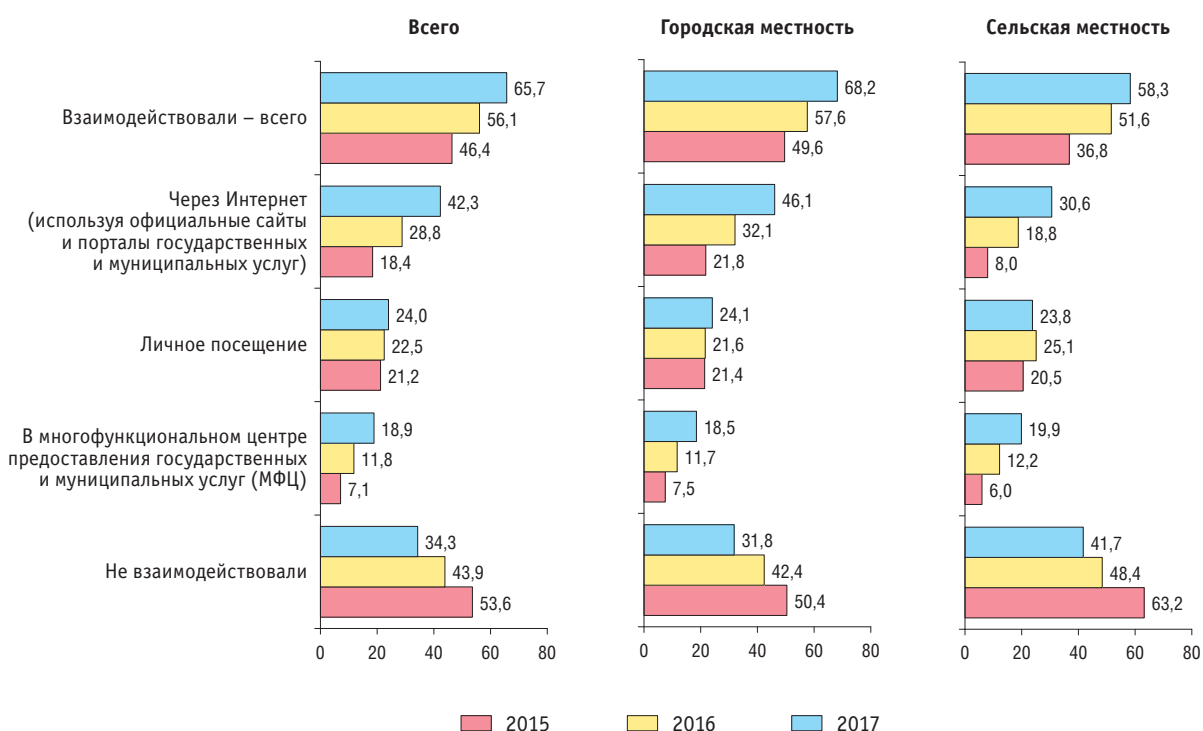 Всего
Городская местность
Сельская местность
Взаимодействовали – всего
65,7
56,1
46,4
68,2
57,6
49,6
58,3
51,6
36,8
Через Интернет
(используя официальные сайты
и порталы государственных
и муниципальных услуг)
42,3
28,8
18,4
46,1
32,1
21,8
30,6
18,8
8,0
Личное посещение
24,0
22,5
21,2
24,1
21,6
21,4
23,8
25,1
20,5
В многофункциональном центре
предоставления государственных
и муниципальных услуг (МФЦ)
18,9
11,8
7,1
18,5
11,7
7,5
19,9
12,2
6,0
Не взаимодействовали
34,3
43,9
53,6
31,8
42,4
50,4
41,7
48,4
63,2
0 20 40 60 80
0 20 40 60 80
0 20 40 60 80
2015 2016 2017